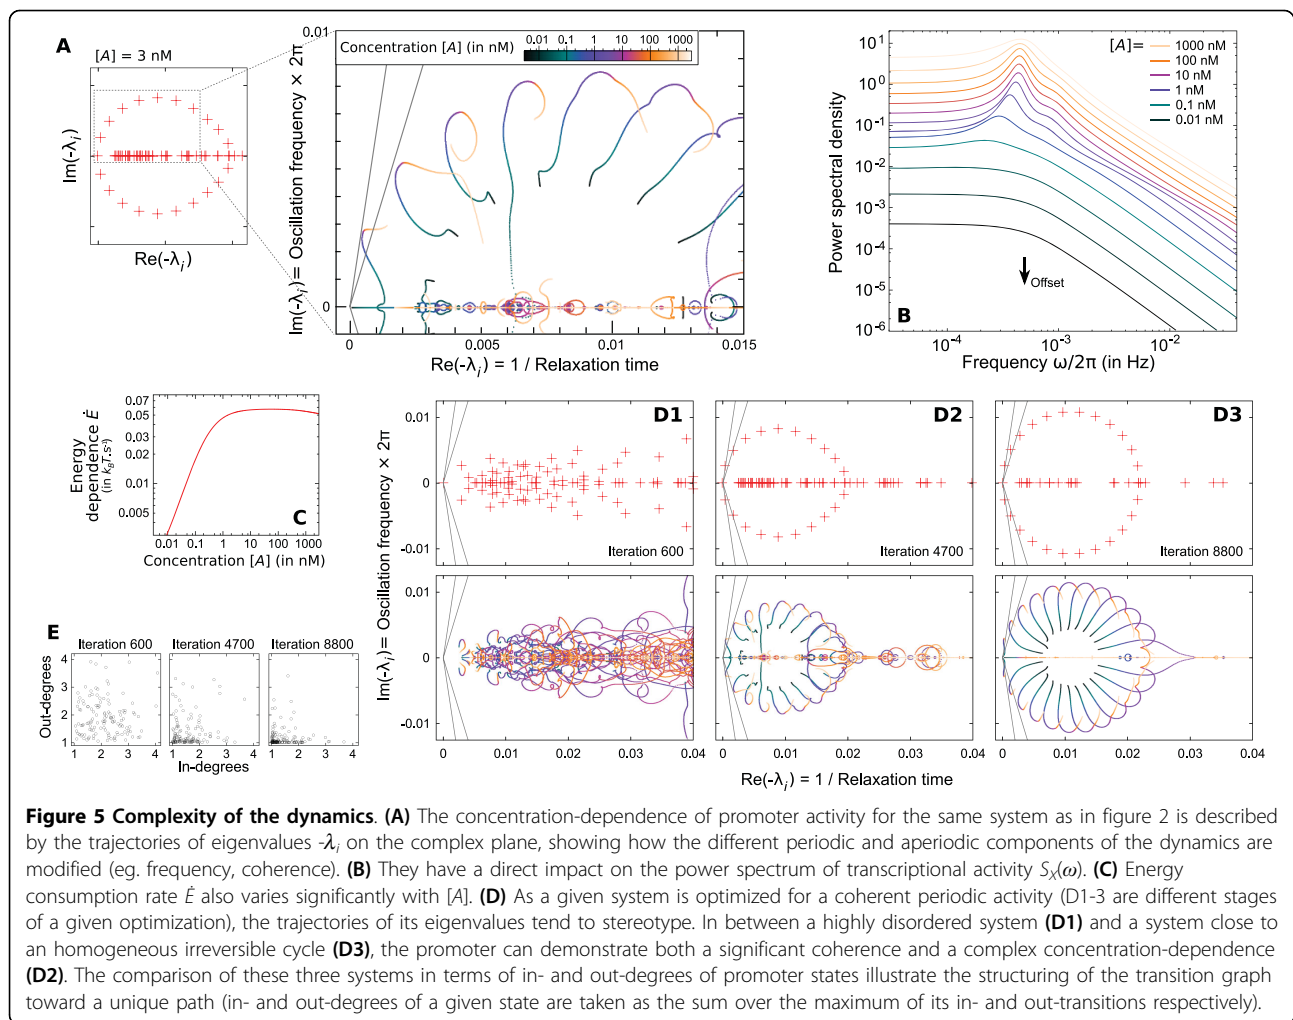 A
[A] = 3 nM
Im(-λi)
Re(-λi)
Im(-λi)= Oscillation frequency × 2π
0.01
0
Concentration [A] (in nM)
0.01 0.1 1 10 100 1000
0 0.005 0.01 0.015
Re(-λi) = 1 / Relaxation time
Power spectral density
10^1
10^0
10^-1
10^-2
10^-3
10^-4
10^-5
10^-6
[A]=
1000 nM
100 nM
10 nM
1 nM
0.1 nM
0.01 nM
Offset
B
10^-4 10^-3 10^-2
Frequency ω/2π (in Hz)
Energy
dependence Ė
(in kBT.s-1)
0.07
0.05
0.01
0.005
C
0.01 0.1 1 10 100 1000
Concentration [A] (in nM)
Im(-λi)= Oscillation frequency × 2π
0.01
0
-0.01
D1
Iteration 600
D2
Iteration 4700
D3
Iteration 8800
0.01
0
-0.01
0 0.01 0.02 0.03 0.04
0 0.01 0.02 0.03 0.04
0 0.01 0.02 0.03 0.04
Re(-λi) = 1 / Relaxation time
E
Iteration 600 Iteration 4700 Iteration 8800
Out-degrees
4
3
2
1
1 2 3 4 1 2 3 4 1 2 3 4
In-degrees
Figure 5 Complexity of the dynamics. (A) The concentration-dependence of promoter activity for the same system as in figure 2 is described
by the trajectories of eigenvalues -λi on the complex plane, showing how the different periodic and aperiodic components of the dynamics are
modified (eg. frequency, coherence). (B) They have a direct impact on the power spectrum of transcriptional activity SX(ω). (C) Energy
consumption rate Ė also varies significantly with [A]. (D) As a given system is optimized for a coherent periodic activity (D1-3 are different stages
of a given optimization), the trajectories of its eigenvalues tend to stereotype. In between a highly disordered system (D1) and a system close to
an homogeneous irreversible cycle (D3), the promoter can demonstrate both a significant coherence and a complex concentration-dependence
(D2). The comparison of these three systems in terms of in- and out-degrees of promoter states illustrate the structuring of the transition graph
toward a unique path (in- and out-degrees of a given state are taken as the sum over the maximum of its in- and out-transitions respectively).